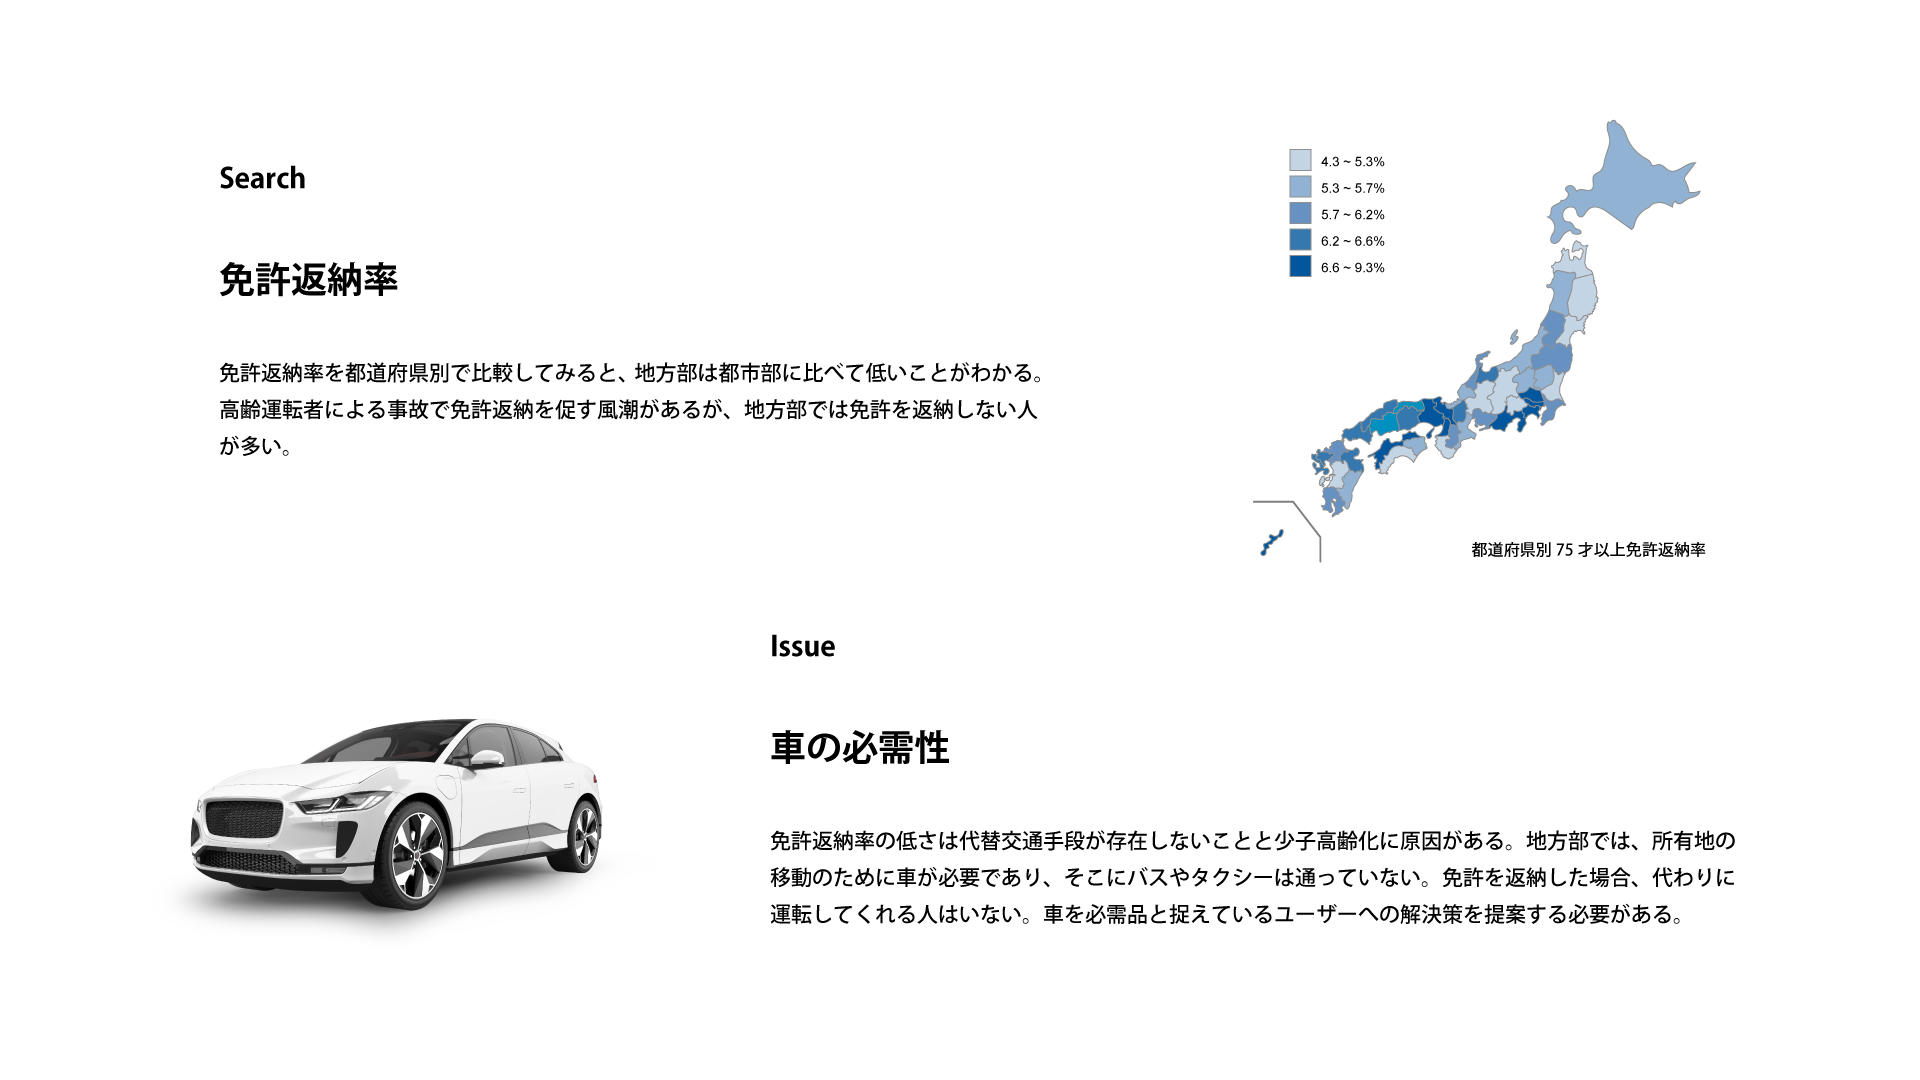 Search
免許返納率
免許返納率を都道府県別で比較してみると、地方部は都市部に比べて低いことがわかる。
高齢運転者による事故で免許返納を促す風潮があるが、地方部では免許を返納しない人
が多い。
4.3 ~ 5.3%
5.3 ~ 5.7%
5.7 ~ 6.2%
6.2 ~ 6.6%
6.6 ~ 9.3%
都道府県別 75 才以上免許返納率
Issue
車の必需性
免許返納率の低さは代替交通手段が存在しないことと少子高齢化に原因がある。地方部では、所有地の
移動のために車が必要であり、そこにバスやタクシーは通っていない。免許を返納した場合、代わりに
運転してくれる人はいない。車を必需品と捉えているユーザーへの解決策を提案する必要がある。